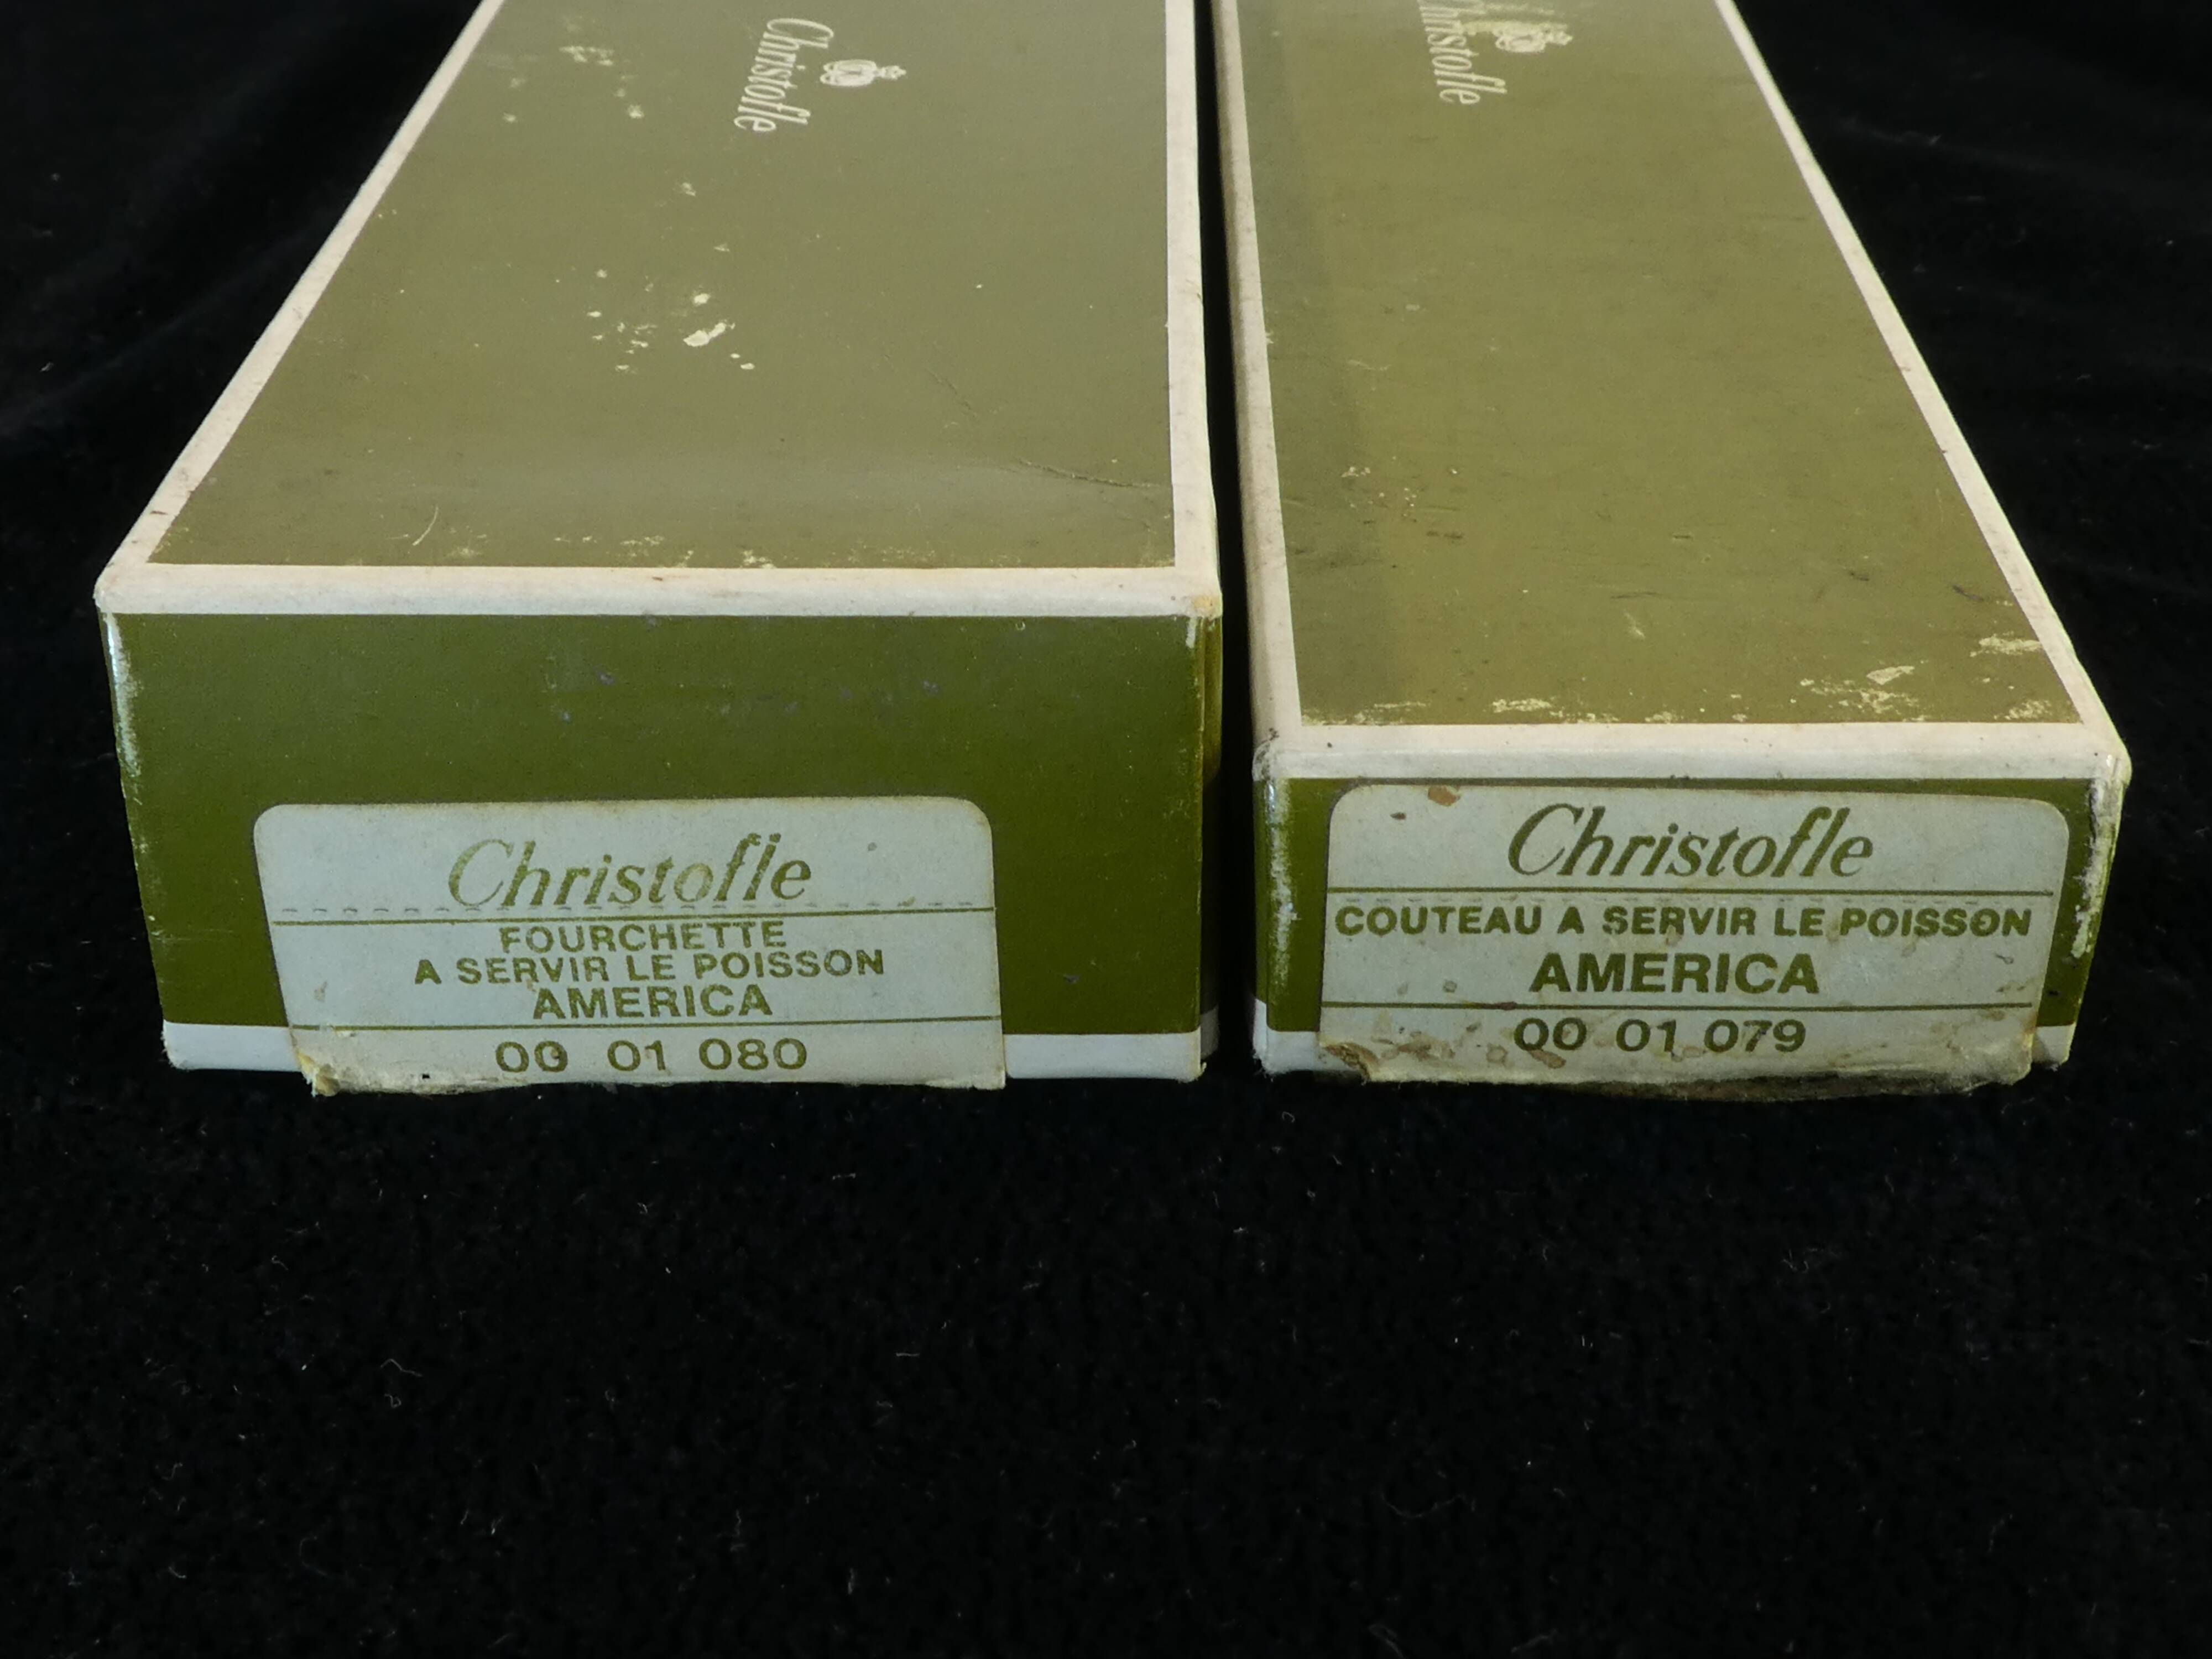 Christofle
Christofle
Christofle
FOURCHETTE
A SERVIR LE POISSON
AMERICA
00 01 080
Christofle
COUTEAU A SERVIR LE POISSON
AMERICA
00 01 079